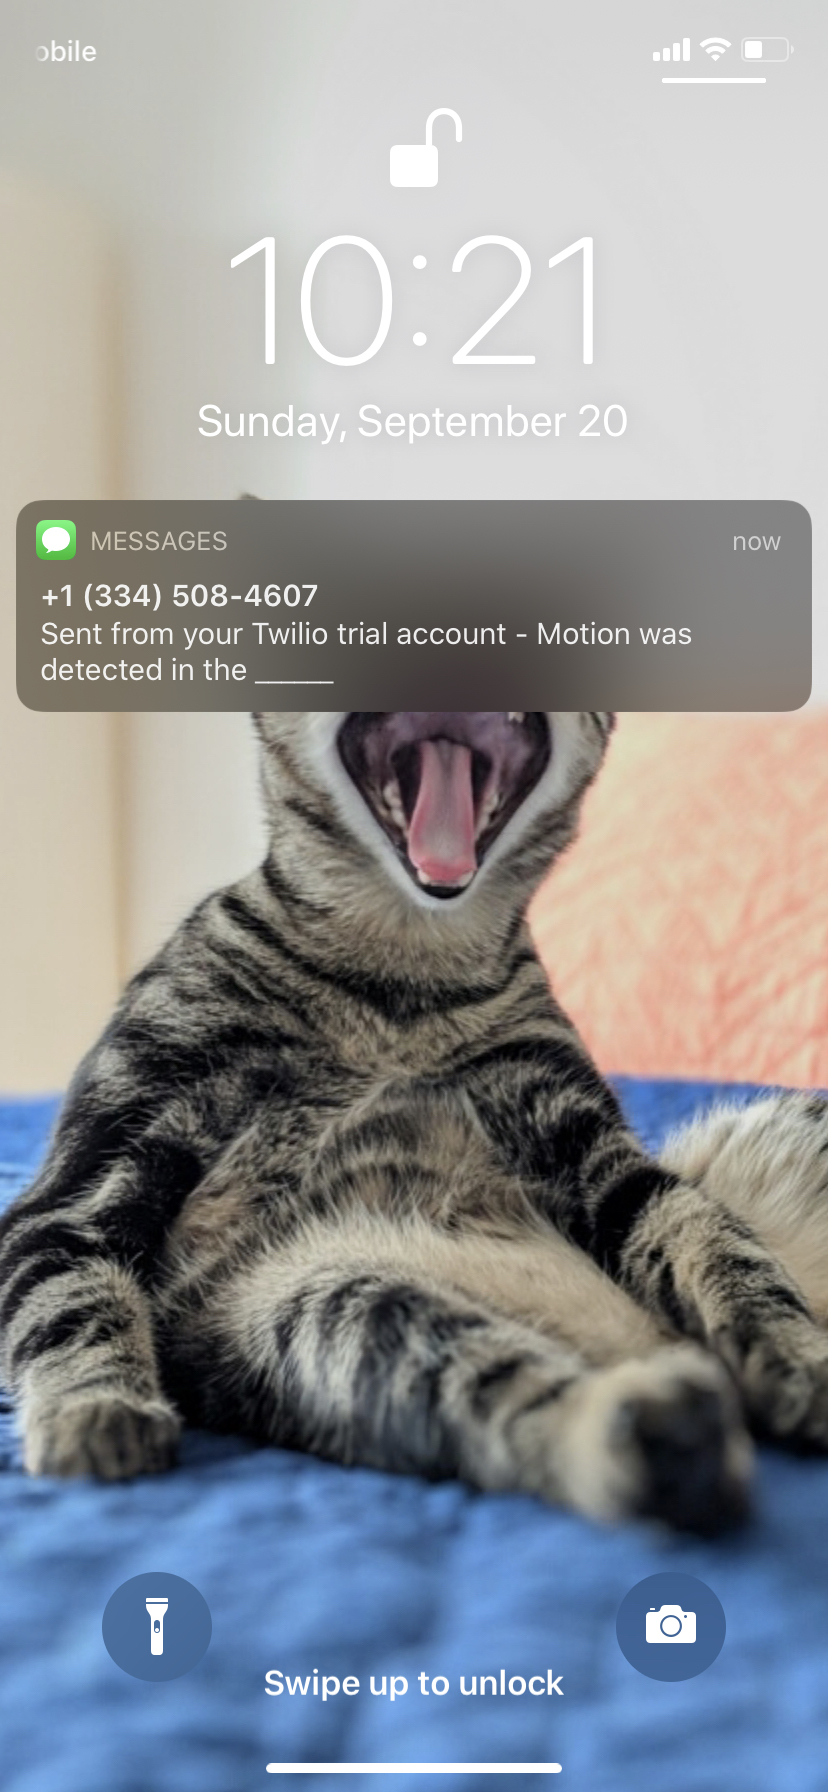 obile
10:21
Sunday, September 20
MESSAGES now
+1 (334) 508-4607
Sent from your Twilio trial account - Motion was
detected in the ______
Swipe up to unlock